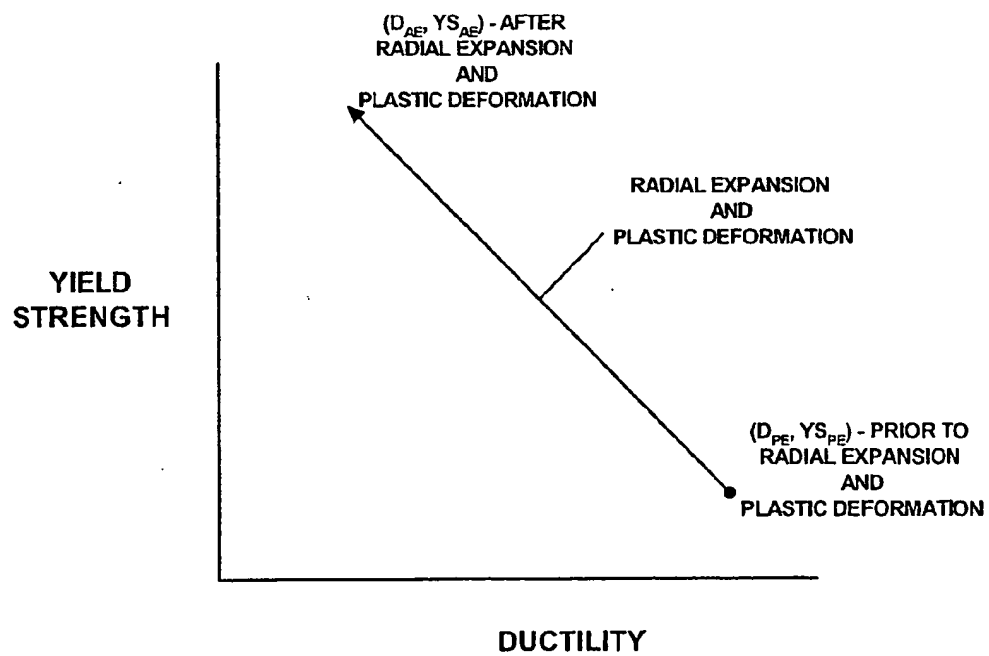 (D_AE, YS_AE) - AFTER
RADIAL EXPANSION
AND
PLASTIC DEFORMATION
RADIAL EXPANSION
AND
PLASTIC DEFORMATION
YIELD
STRENGTH
(D_PE, YS_PE) - PRIOR TO
RADIAL EXPANSION
AND
PLASTIC DEFORMATION
DUCTILITY